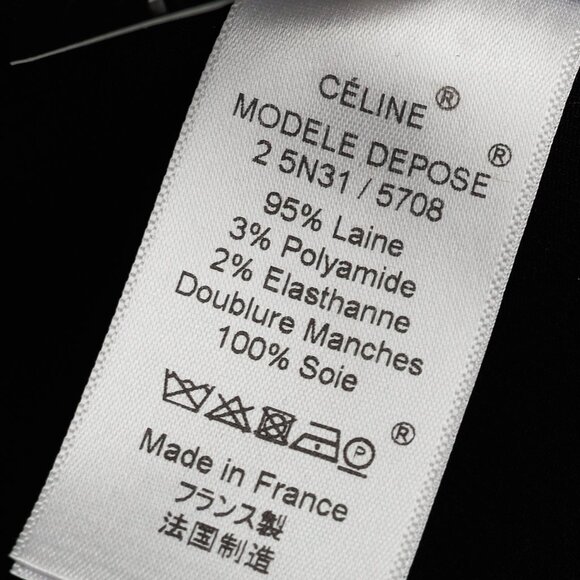 CÉLINE®
MODELE DEPOSE®
2 5N31 / 5708
95% Laine
3% Polyamide
2% Elasthanne
Doublure Manches
100% Soie
P ®
Made in France
フランス製
法国制造